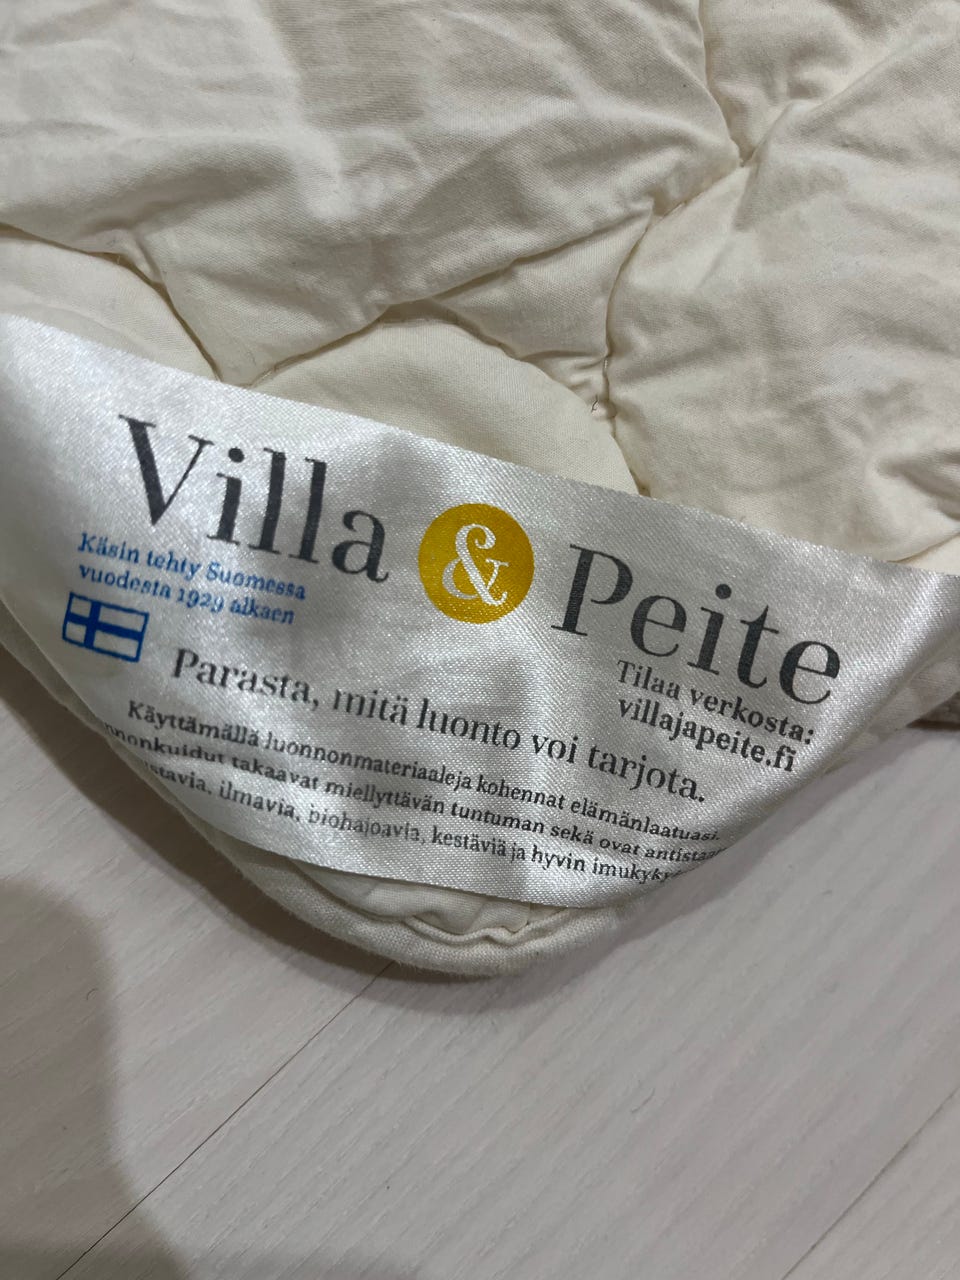 Villa & Peite
Käsin tehty Suomessa
vuodesta 1929 alkaen
Tilaa verkosta:
villajapeite.fi
Parasta, mitä luonto voi tarjota.
Käyttämällä luonnonmateriaaleja kohennat elämänlaatuasi.
takaavat miellyttävän tuntuman sekä ovat
ilmavia, biohajoavia, kestäviä ja hyvin